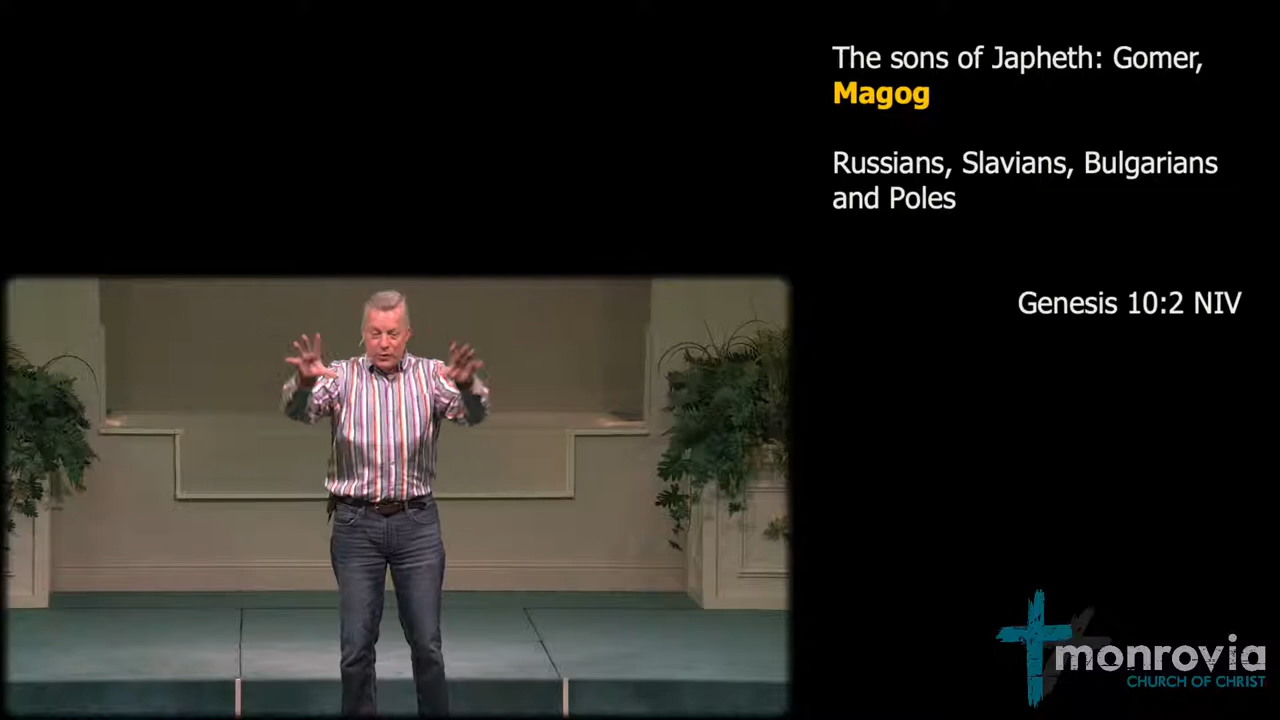 The sons of Japheth: Gomer,
Magog
Russians, Slavians, Bulgarians
and Poles
Genesis 10:2 NIV
monrovia
CHURCH OF CHRIST